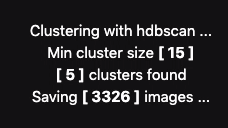 Clustering with hdbscan ...
Min cluster size [ 15 ]
[ 5 ] clusters found
Saving [ 3326 ] images ...